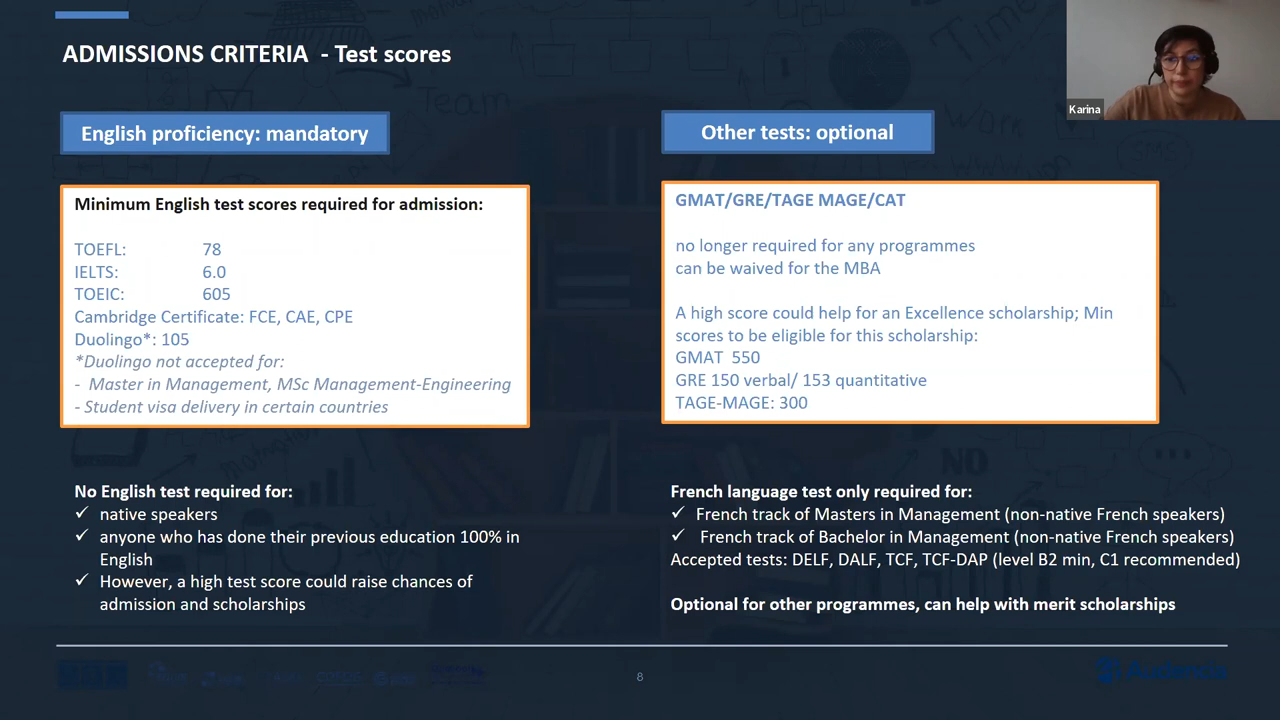 ADMISSIONS CRITERIA - Test scores
Karina
English proficiency: mandatory
Minimum English test scores required for admission:
TOEFL: 78
IELTS: 6.0
TOEIC: 605
Cambridge Certificate: FCE, CAE, CPE
Duolingo*: 105
*Duolingo not accepted for:
- Master in Management, MSc Management-Engineering
- Student visa delivery in certain countries
No English test required for:
✓ native speakers
✓ anyone who has done their previous education 100% in
English
✓ However, a high test score could raise chances of
admission and scholarships
Other tests: optional
GMAT/GRE/TAGE MAGE/CAT
no longer required for any programmes
can be waived for the MBA
A high score could help for an Excellence scholarship; Min
scores to be eligible for this scholarship:
GMAT 550
GRE 150 verbal/ 153 quantitative
TAGE-MAGE: 300
French language test only required for:
✓ French track of Masters in Management (non-native French speakers)
✓ French track of Bachelor in Management (non-native French speakers)
Accepted tests: DELF, DALF, TCF, TCF-DAP (level B2 min, C1 recommended)
Optional for other programmes, can help with merit scholarships
8
Audencia
Team
Time
Work
NO